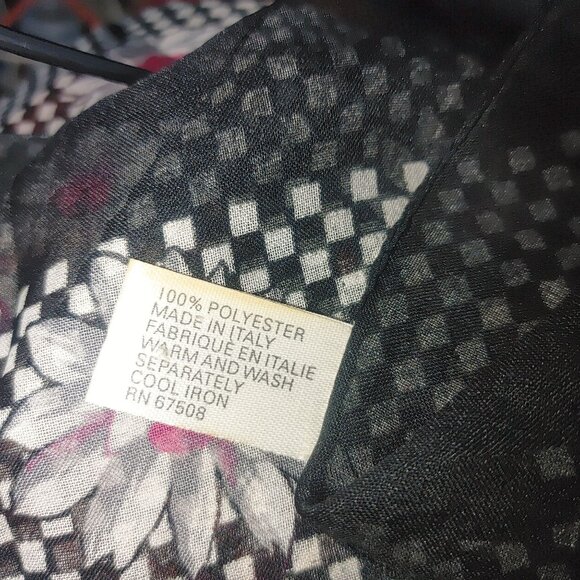 100% POLYESTER
MADE IN ITALY
FABRIQUÉ EN ITALIE
WARM AND WASH
SEPARATELY
COOL IRON
RN 67508